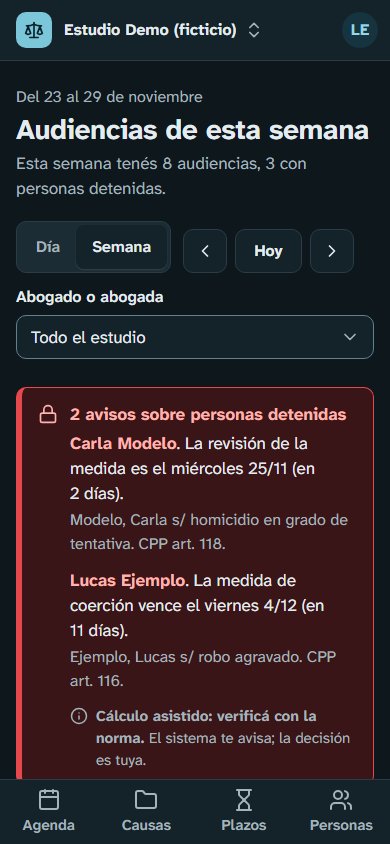 Estudio Demo (ficticio)
LE
Del 23 al 29 de noviembre
Audiencias de esta semana
Esta semana tenés 8 audiencias, 3 con
personas detenidas.
Día
Semana
Hoy
Abogado o abogada
Todo el estudio
2 avisos sobre personas detenidas
Carla Modelo. La revisión de la
medida es el miércoles 25/11 (en
2 días).
Modelo, Carla s/ homicidio en grado de
tentativa. CPP art. 118.
Lucas Ejemplo. La medida de
coerción vence el viernes 4/12 (en
11 días).
Ejemplo, Lucas s/ robo agravado. CPP
art. 116.
Cálculo asistido: verificá con la
norma. El sistema te avisa; la decisión
es tuya.
Agenda
Causas
Plazos
Personas